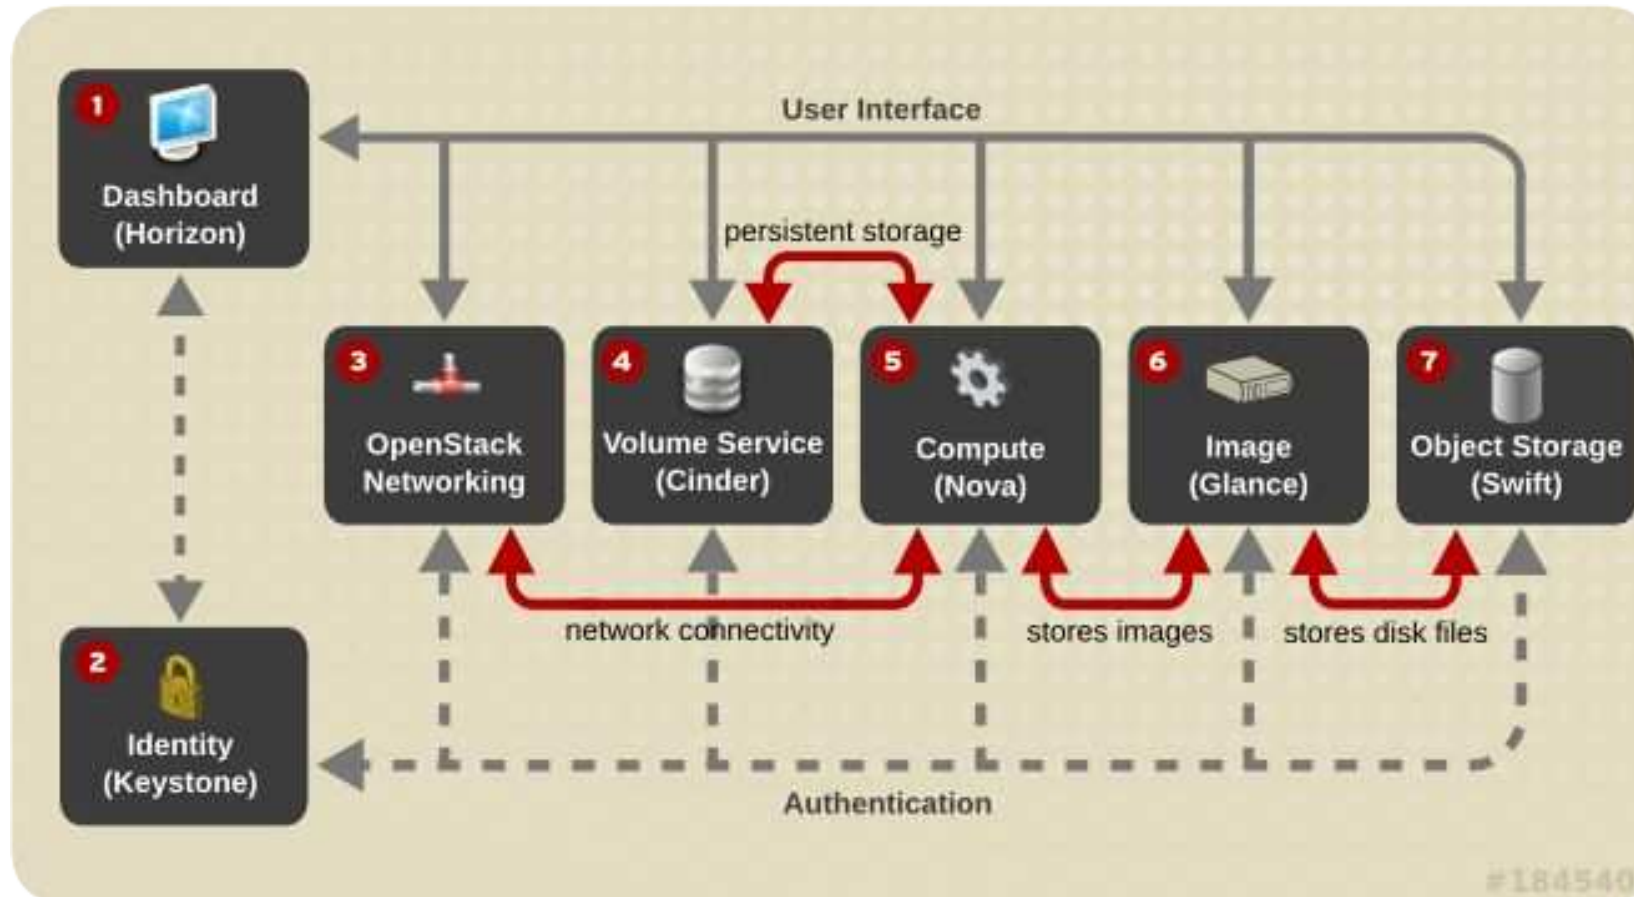 1
Dashboard
(Horizon)
User Interface
persistent storage
3
OpenStack
Networking
4
Volume Service
(Cinder)
5
Compute
(Nova)
6
Image
(Glance)
7
Object Storage
(Swift)
network connectivity
stores images
stores disk files
2
Identity
(Keystone)
Authentication
#184540